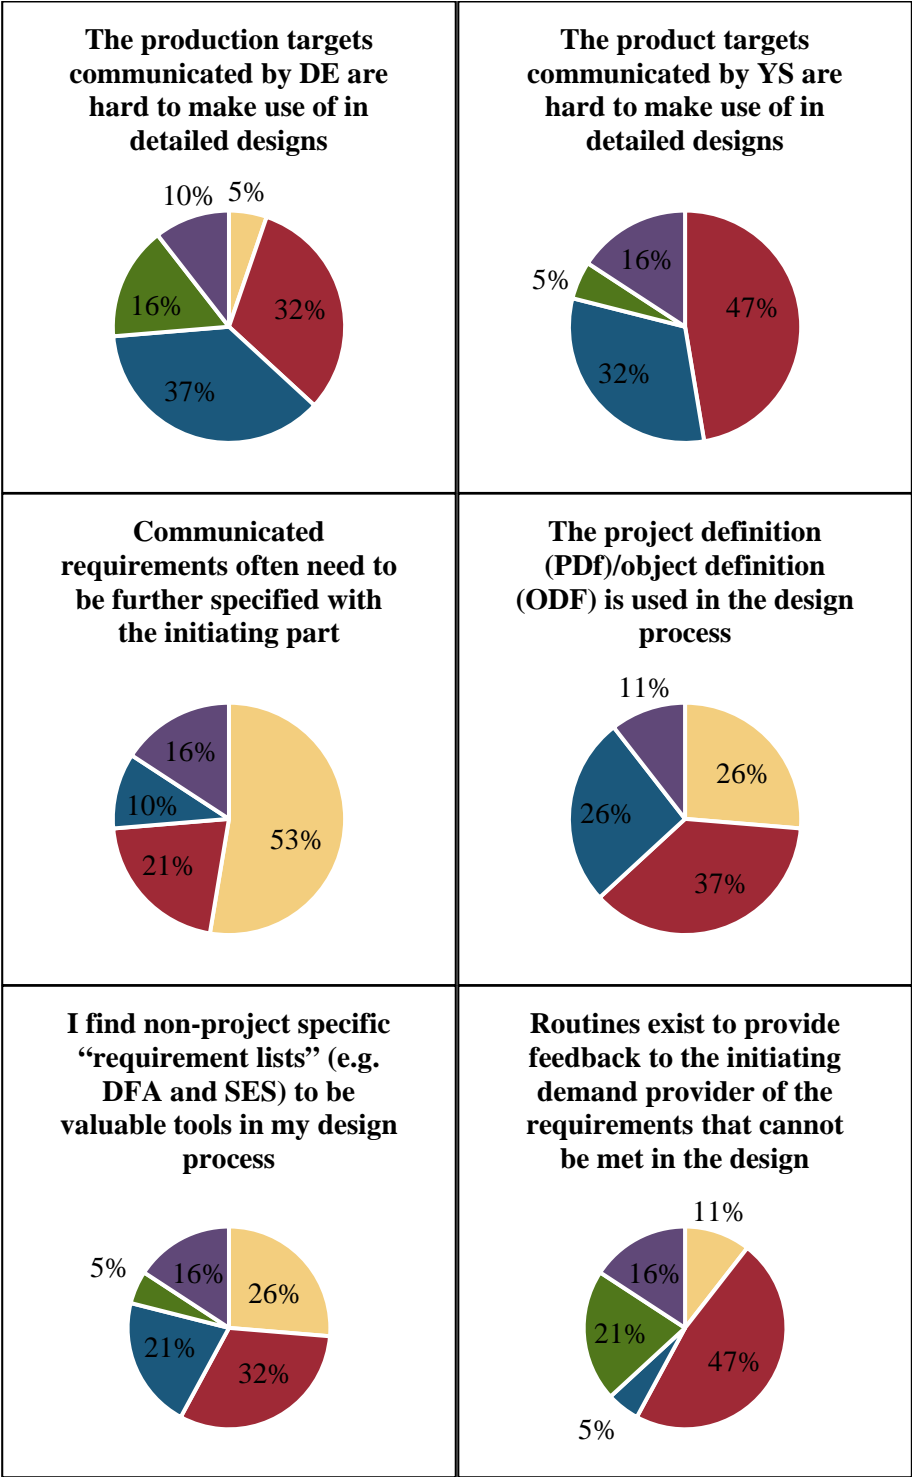 The production targets
communicated by DE are
hard to make use of in
detailed designs
10%
5%
16%
32%
37%
The product targets
communicated by YS are
hard to make use of in
detailed designs
16%
5%
47%
32%
Communicated
requirements often need to
be further specified with
the initiating part
16%
10%
53%
21%
The project definition
(PDf)/object definition
(ODF) is used in the design
process
11%
26%
26%
37%
I find non-project specific
“requirement lists” (e.g.
DFA and SES) to be
valuable tools in my design
process
5%
16%
26%
21%
32%
Routines exist to provide
feedback to the initiating
demand provider of the
requirements that cannot
be met in the design
11%
16%
21%
47%
5%